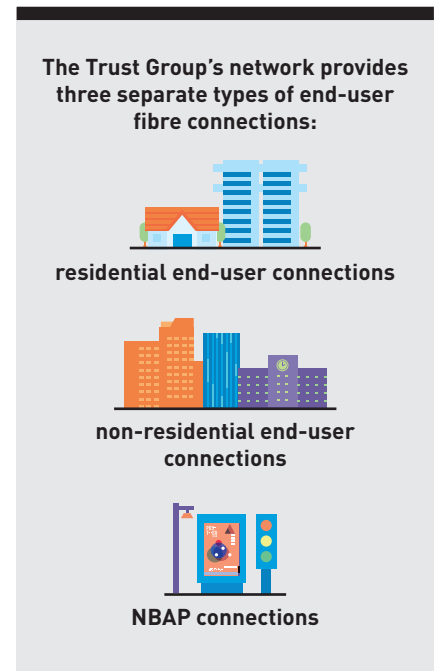 The Trust Group’s network provides
three separate types of end-user
fibre connections:
residential end-user connections
non-residential end-user
connections
NBAP connections